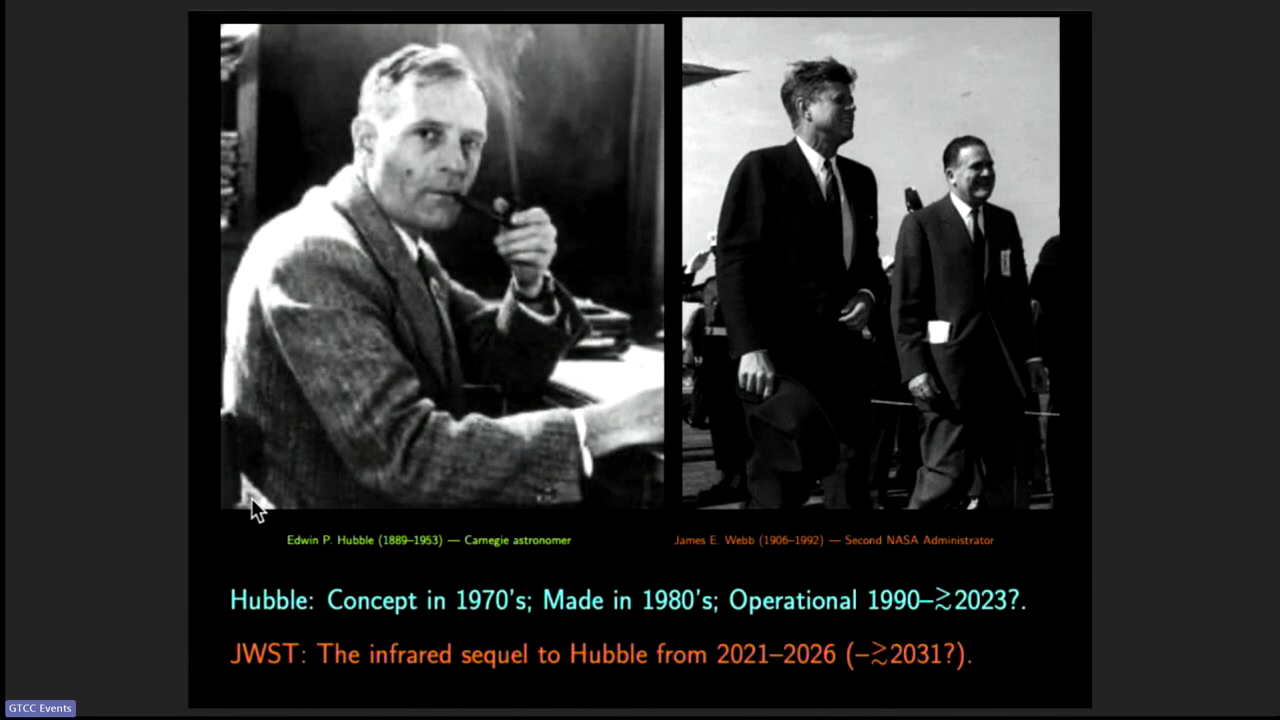 Edwin P. Hubble (1889–1953) — Carnegie astronomer
James E. Webb (1906–1992) — Second NASA Administrator
Hubble: Concept in 1970's; Made in 1980's; Operational 1990–≳2023?.
JWST: The infrared sequel to Hubble from 2021–2026 (–≳2031?).
GTCC Events